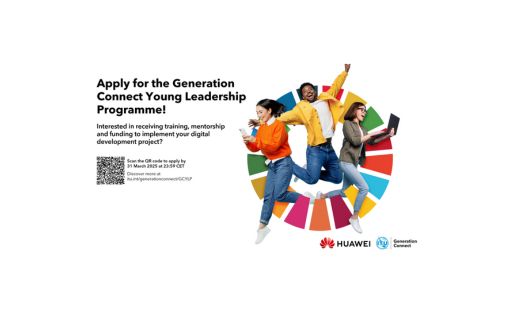 Apply for the Generation
Connect Young Leadership
Programme!
Interested in receiving training, mentorship
and funding to implement your digital
development project?
Scan the QR code to apply by
31 March 2025 at 23:59 CET
Discover more at
itu.int/generationconnect/GCYLP
HUAWEI
itu
Generation
Connect